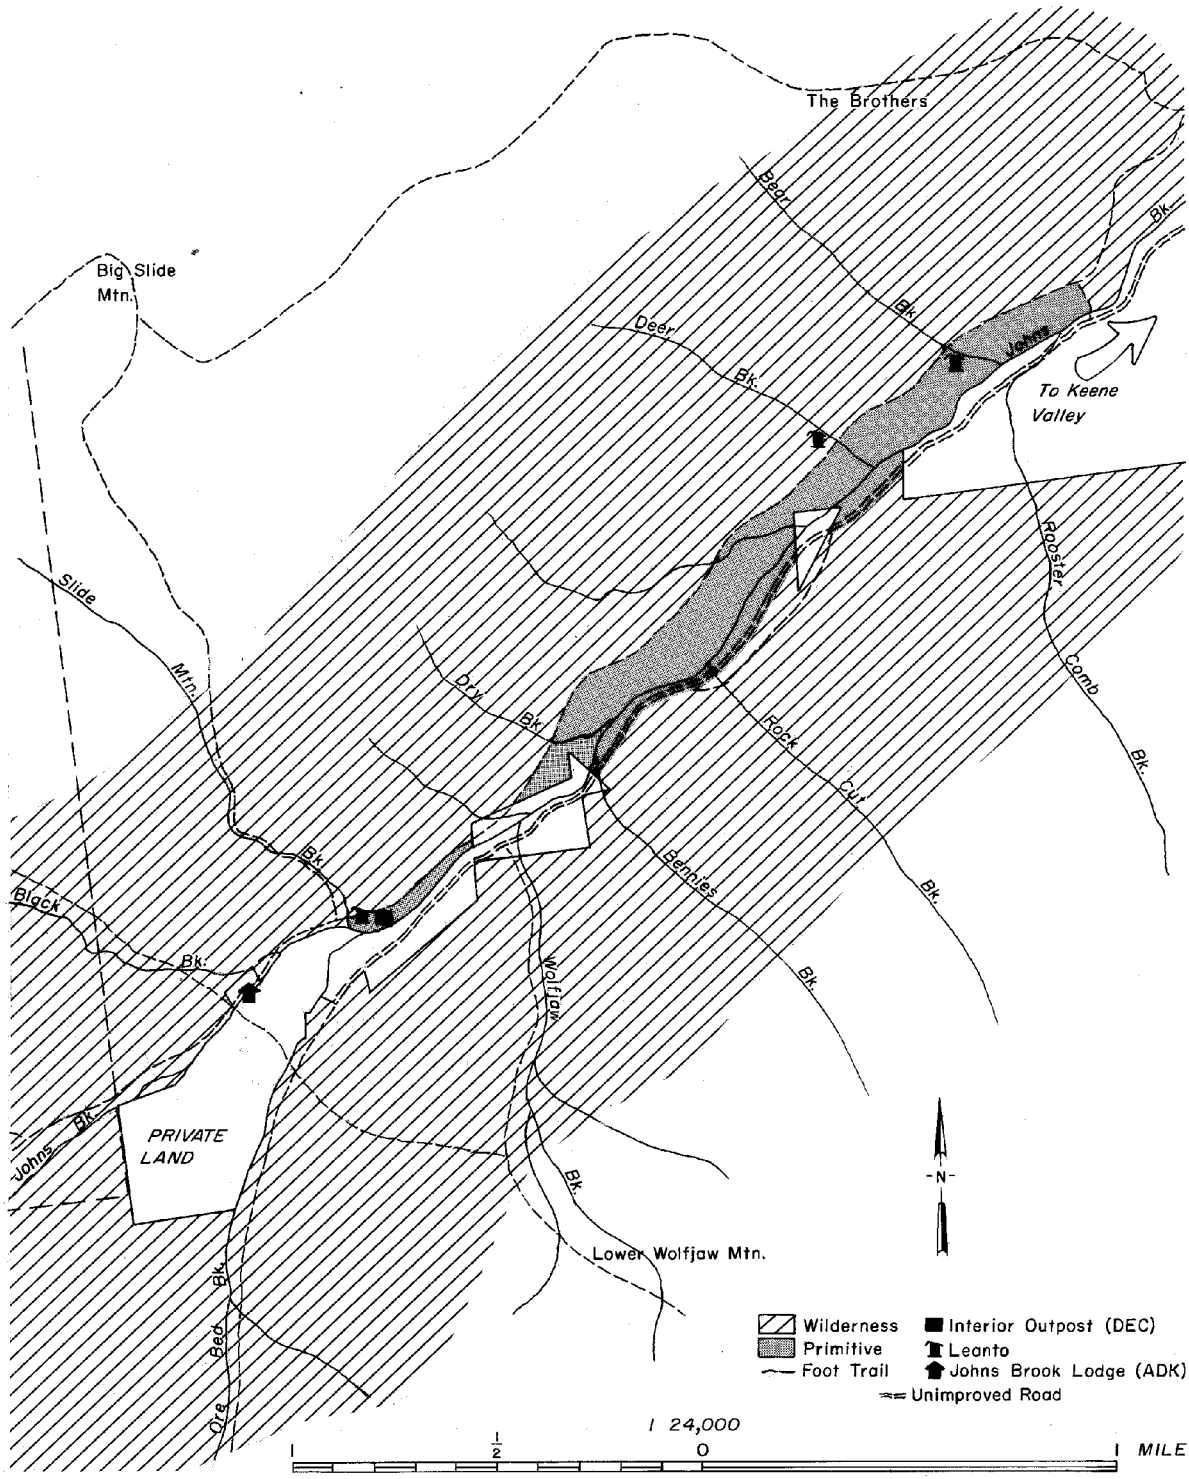 The Brothers
Bear
Bk.
Bk.
Big Slide
Mtn.
Deer
Bk.
Bk.
Johns
To Keene
Valley
Rooster
Comb
Bk.
Slide
Mtn.
Bk.
Dry
Bk.
Rock
Cut
Bk.
Bennies
Bk.
Black
Bk.
Wolfjaw
Bk.
Johns
Bk.
PRIVATE
LAND
Ore
Bed
Bk.
Lower Wolfjaw Mtn.
-N-
Wilderness
Interior Outpost (DEC)
Primitive
Leanto
Foot Trail
Johns Brook Lodge (ADK)
Unimproved Road
1 24,000
1 1/2 0 1 MILE